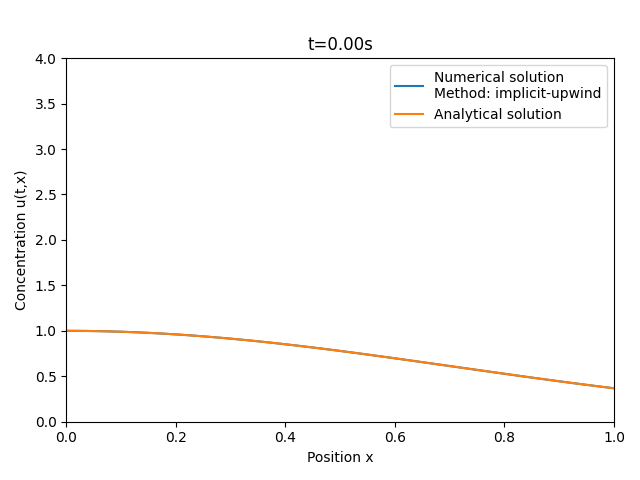 t=0.00s
Numerical solution
Method: implicit-upwind
Analytical solution
4.0
3.5
3.0
2.5
2.0
1.5
1.0
0.5
0.0
Concentration u(t,x)
0.0 0.2 0.4 0.6 0.8 1.0
Position x